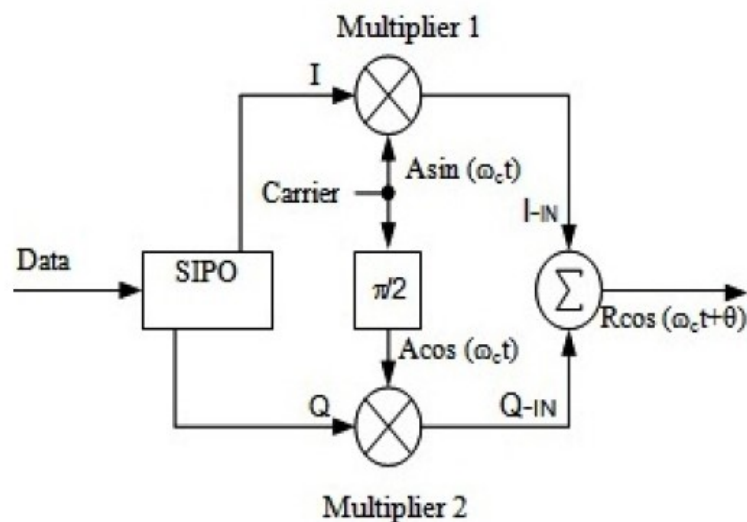 Multiplier 1
I
Asin (ω𝒸t)
Carrier
I-IN
Data
SIPO
π/2
Σ
Rcos (ω𝒸t+θ)
Acos (ω𝒸t)
Q
Q-IN
Multiplier 2